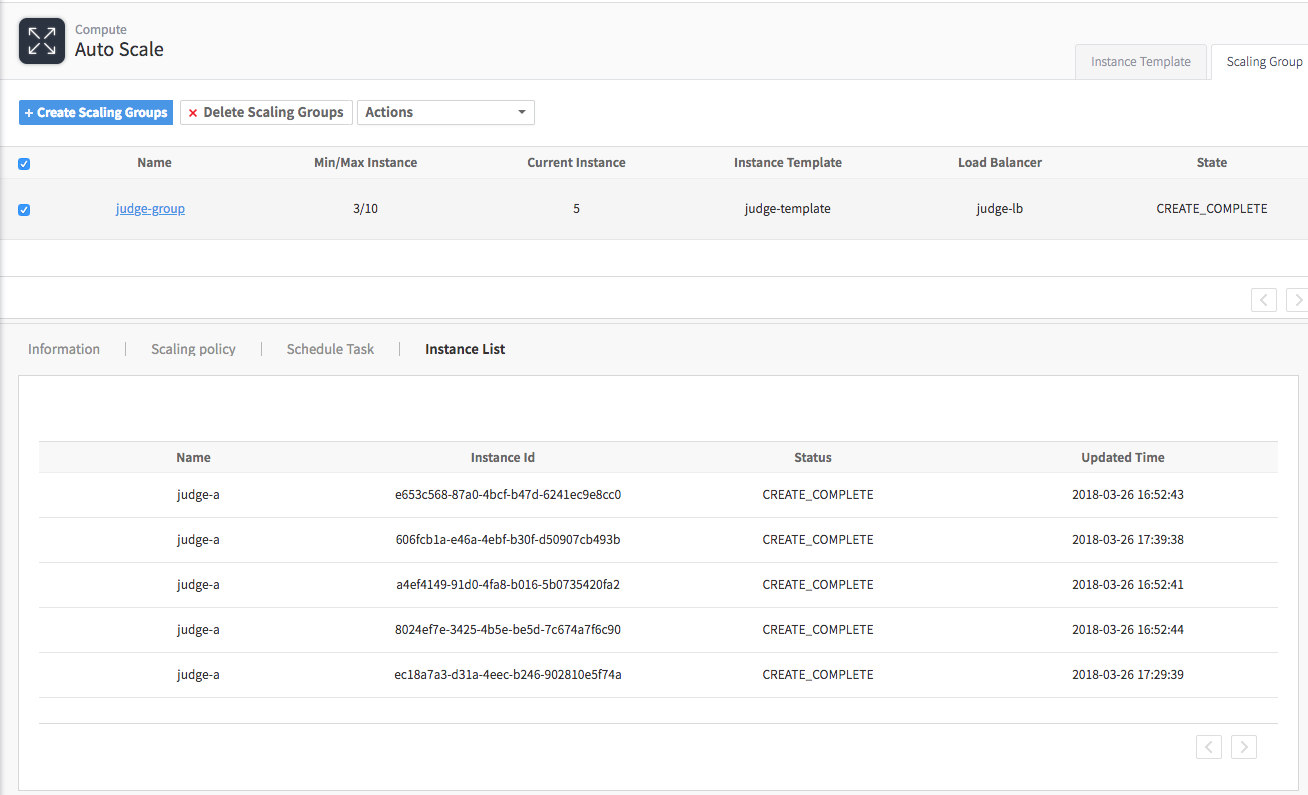 Compute
Auto Scale
Instance Template Scaling Group
+ Create Scaling Groups × Delete Scaling Groups Actions
Name Min/Max Instance Current Instance Instance Template Load Balancer State
judge-group 3/10 5 judge-template judge-lb CREATE_COMPLETE
Information Scaling policy Schedule Task Instance List
Name Instance Id Status Updated Time
judge-a e653c568-87a0-4bcf-b47d-6241ec9e8cc0 CREATE_COMPLETE 2018-03-26 16:52:43
judge-a 606fcb1a-e46a-4ebf-b30f-d50907cb493b CREATE_COMPLETE 2018-03-26 17:39:38
judge-a a4ef4149-91d0-4fa8-b016-5b0735420fa2 CREATE_COMPLETE 2018-03-26 16:52:41
judge-a 8024ef7e-3425-4b5e-be5d-7c674a7f6c90 CREATE_COMPLETE 2018-03-26 16:52:44
judge-a ec18a7a3-d31a-4eec-b246-902810e5f74a CREATE_COMPLETE 2018-03-26 17:29:39